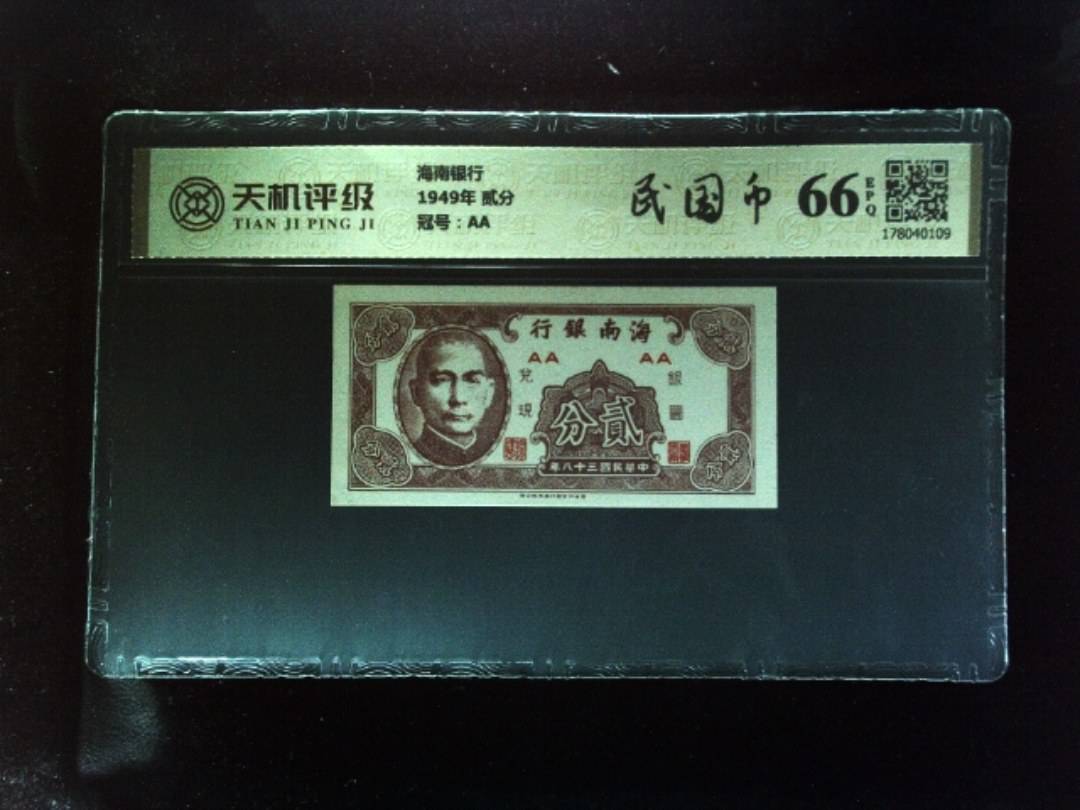 天机评级
TIAN JI PING JI
海南银行
1949年 贰分
冠号：AA
民国币
66
EPQ
178040109
行銀南海
AA AA
兌現
銀圓
分貳
年八十三國民華中